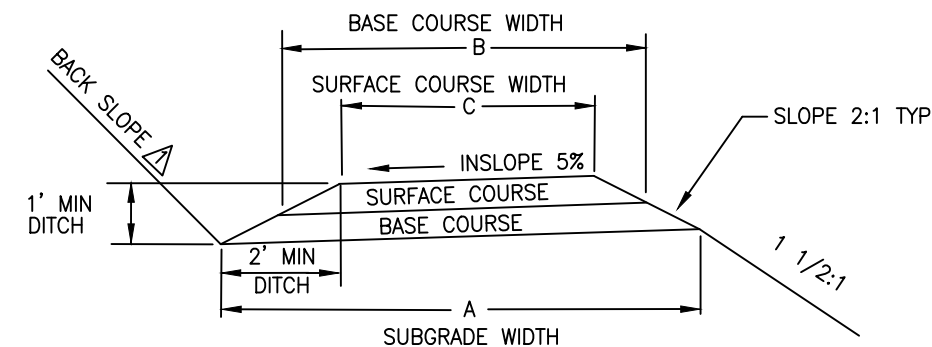 BASE COURSE WIDTH
B
SURFACE COURSE WIDTH
C
BACK SLOPE 1
SLOPE 2:1 TYP
INSLOPE 5%
SURFACE COURSE
1' MIN
DITCH
BASE COURSE
2' MIN
DITCH
1 1/2:1
A
SUBGRADE WIDTH